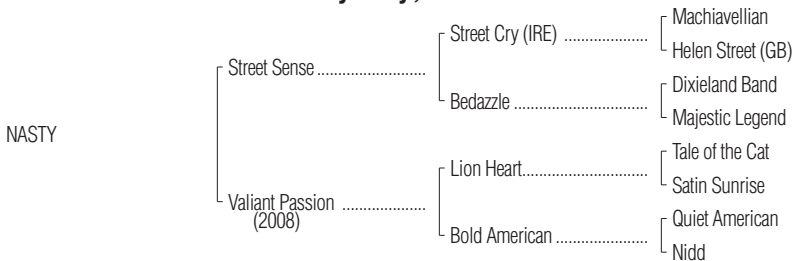 Machiavellian
Street Cry (IRE) ....................
Helen Street (GB)
Street Sense ..........................
Dixieland Band
Bedazzle ................................
Majestic Legend
NASTY
Tale of the Cat
Lion Heart..............................
Satin Sunrise
Valiant Passion ....................
(2008)
Quiet American
Bold American ......................
Nidd